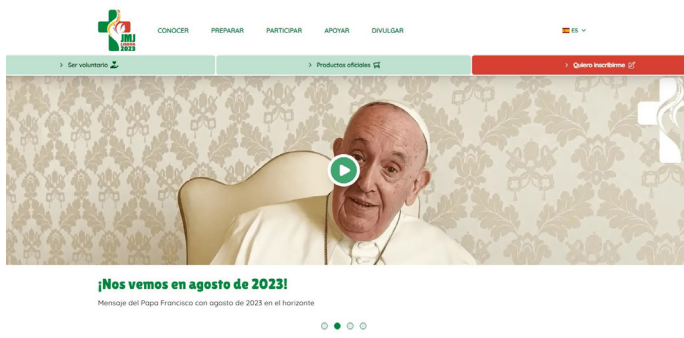 JMJ
LISBOA
2023
CONOCER
PREPARAR
PARTICIPAR
APOYAR
DIVULGAR
ES
Ser voluntario
Productos oficiales
Quiero inscribirme
¡Nos vemos en agosto de 2023!
Mensaje del Papa Francisco con agosto de 2023 en el horizonte